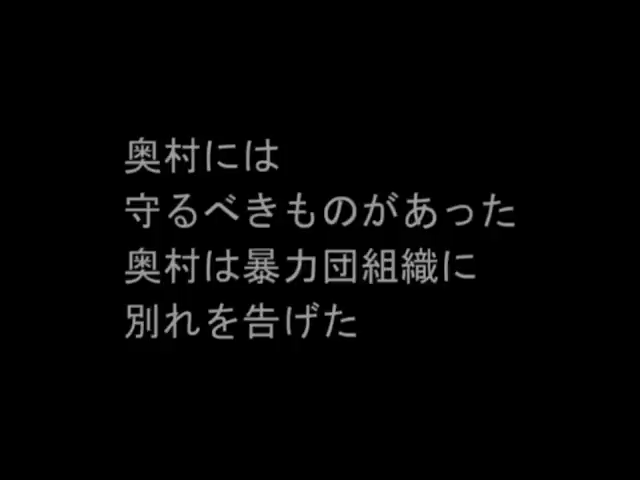 奥村には
守るべきものがあった
奥村は暴力団組織に
別れを告げた